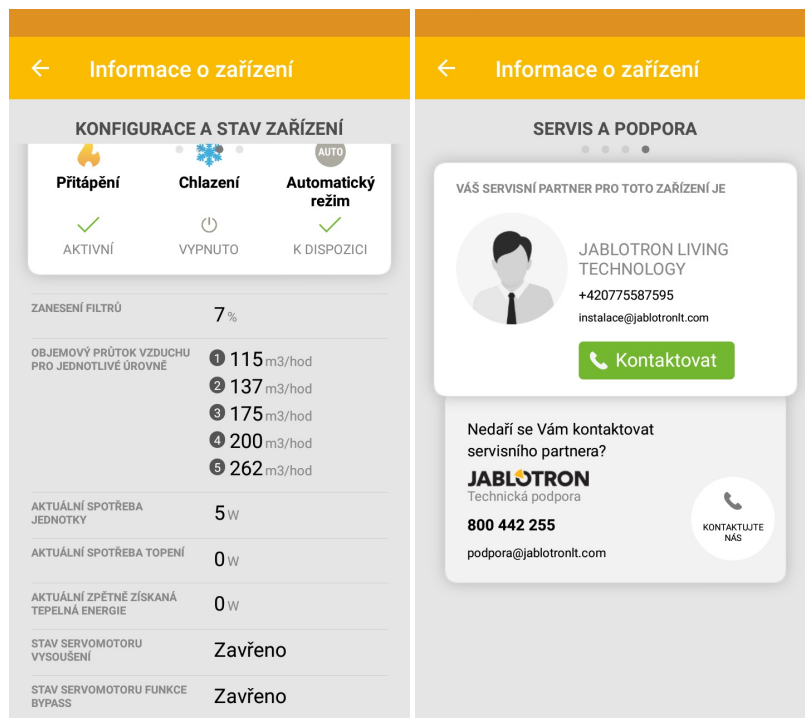 Informace o zařízení
KONFIGURACE A STAV ZAŘÍZENÍ
AUTO
Přitápění
Chlazení
Automatický
režim
AKTIVNÍ
VYPNUTO
K DISPOZICI
ZANESENÍ FILTRŮ
7 %
OBJEMOVÝ PRŮTOK VZDUCHU
PRO JEDNOTLIVÉ ÚROVNĚ
1 115 m3/hod
2 137 m3/hod
3 175 m3/hod
4 200 m3/hod
5 262 m3/hod
AKTUÁLNÍ SPOTŘEBA
JEDNOTKY
5 W
AKTUÁLNÍ SPOTŘEBA TOPENÍ
0 W
AKTUÁLNÍ ZPĚTNĚ ZÍSKANÁ
TEPELNÁ ENERGIE
0 W
STAV SERVOMOTORU
VYSOUŠENÍ
Zavřeno
STAV SERVOMOTORU FUNKCE
BYPASS
Zavřeno
Informace o zařízení
SERVIS A PODPORA
VÁŠ SERVISNÍ PARTNER PRO TOTO ZAŘÍZENÍ JE
JABLOTRON LIVING
TECHNOLOGY
+420775587595
instalace@jablotronlt.com
Kontaktovat
Nedaří se Vám kontaktovat
servisního partnera?
JABLOTRON
Technická podpora
800 442 255
podpora@jablotronlt.com
KONTAKTUJTE
NÁS